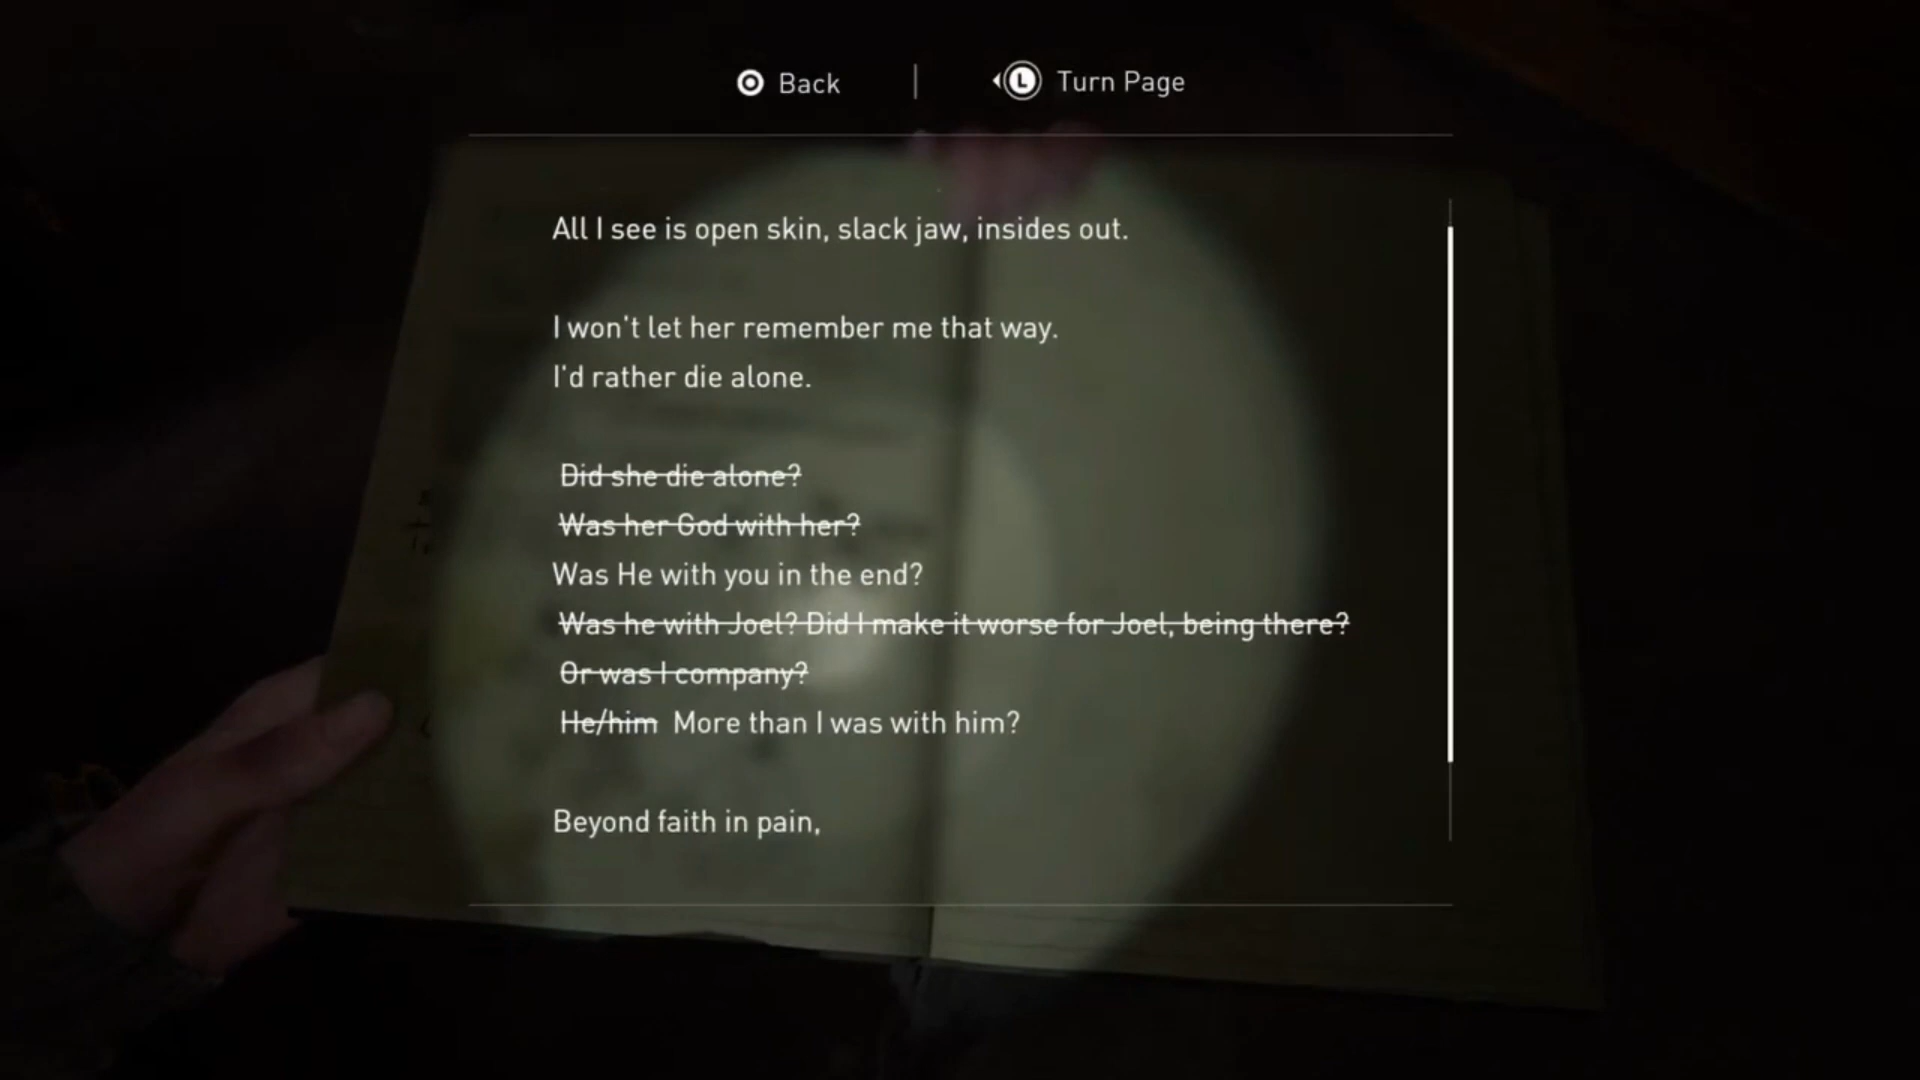 Back
L Turn Page
All I see is open skin, slack jaw, insides out.
I won't let her remember me that way.
I'd rather die alone.
Did she die alone?
Was her God with her?
Was He with you in the end?
Was he with Joel? Did I make it worse for Joel, being there?
Or was I company?
He/him More than I was with him?
Beyond faith in pain,